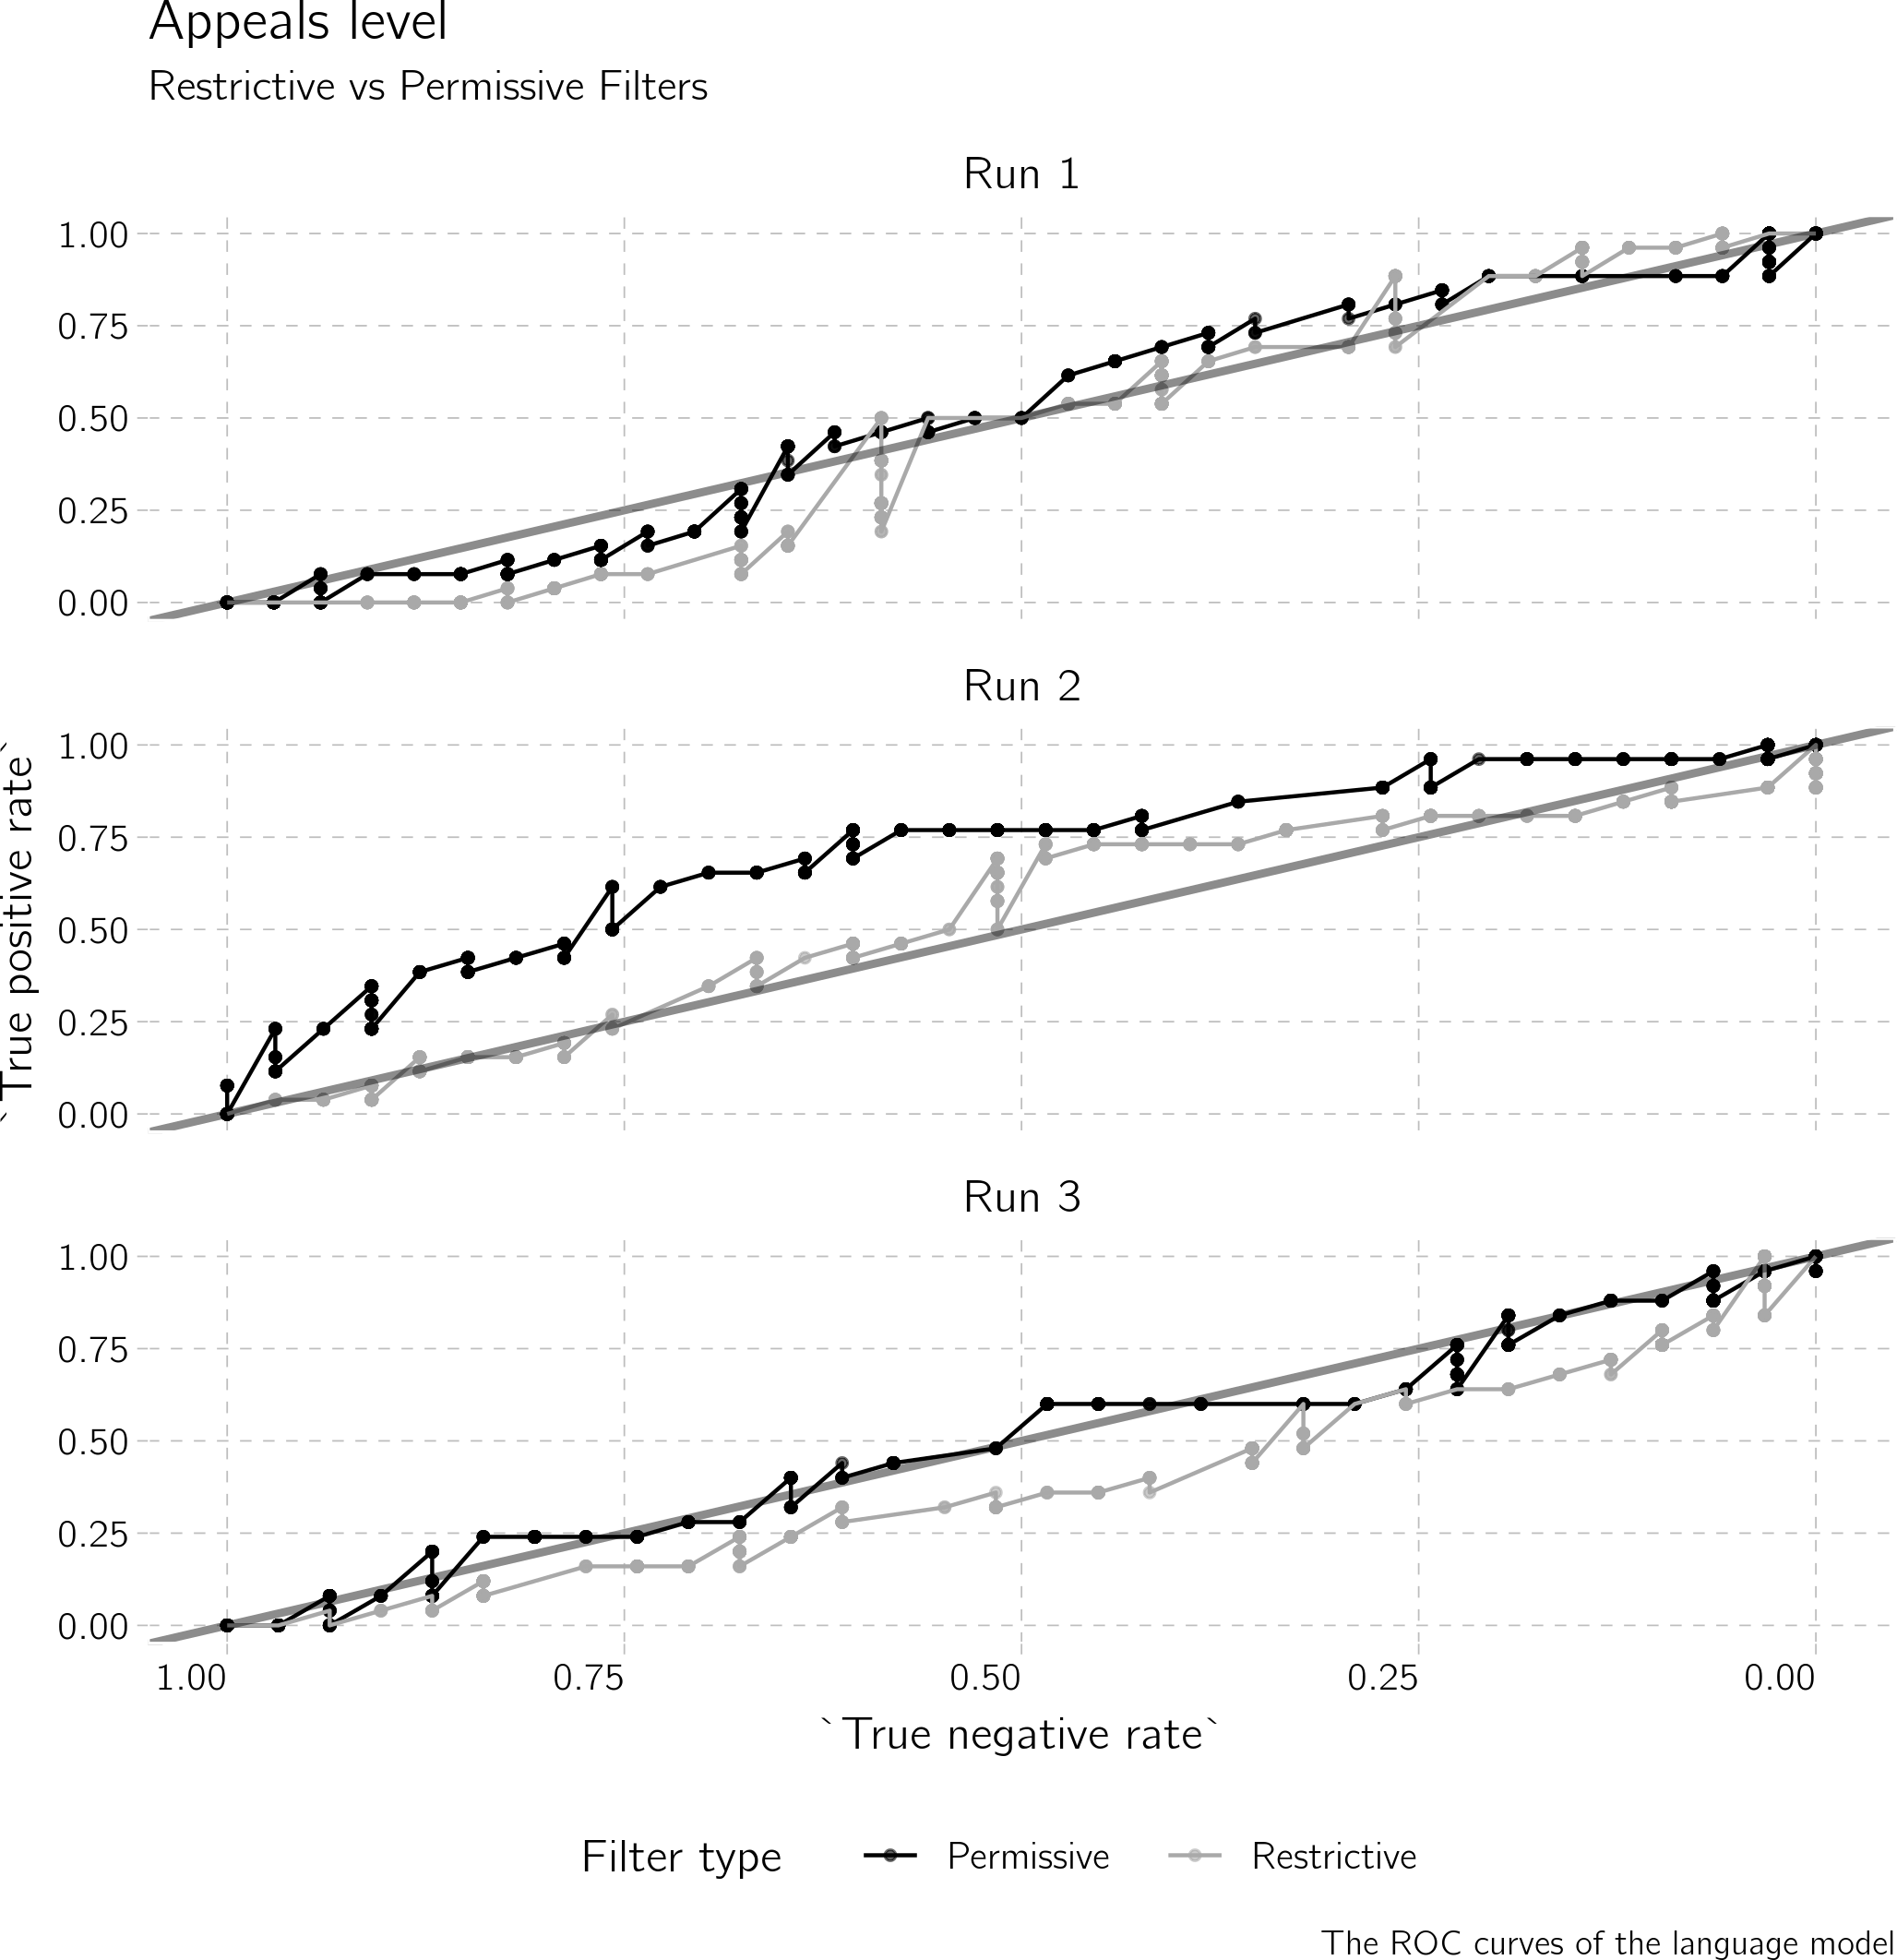 Appeals level
Restrictive vs Permissive Filters
Run 1
1.00
0.75
0.50
0.25
0.00
Run 2
1.00
0.75
0.50
0.25
0.00
`True positive rate`
Run 3
1.00
0.75
0.50
0.25
0.00
1.00 0.75 0.50 0.25 0.00
`True negative rate`
Filter type Permissive Restrictive
The ROC curves of the language model